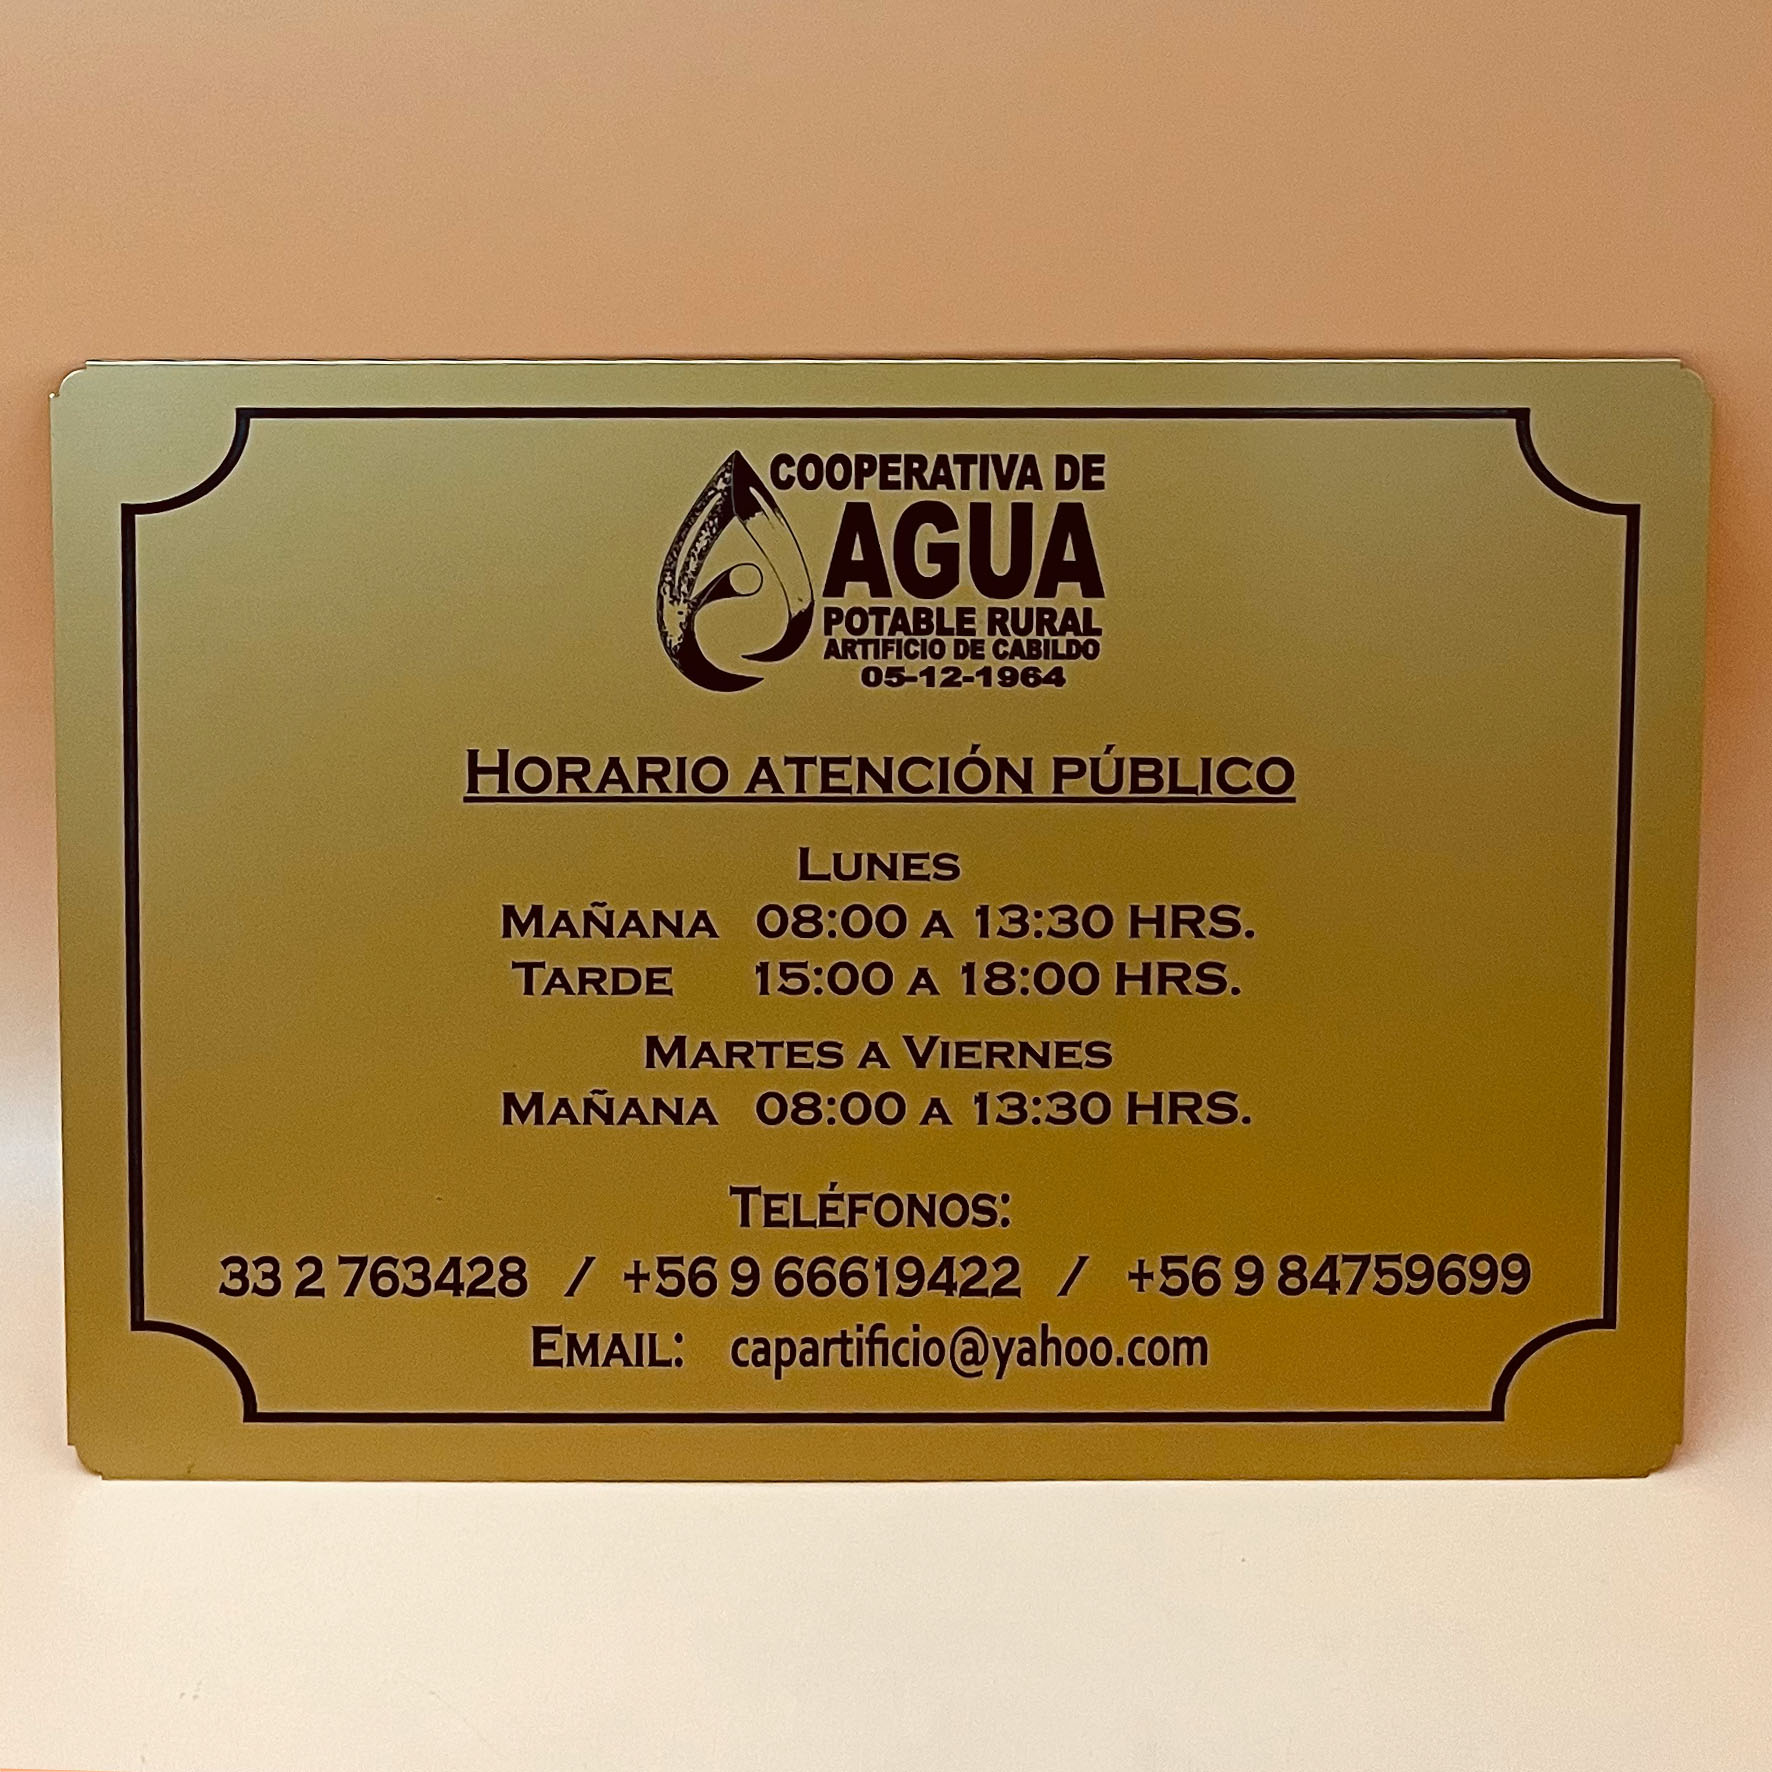 COOPERATIVA DE
AGUA
POTABLE RURAL
ARTIFICIO DE CABILDO
05-12-1964
HORARIO ATENCIÓN PÚBLICO
LUNES
MAÑANA 08:00 A 13:30 HRS.
TARDE 15:00 A 18:00 HRS.
MARTES A VIERNES
MAÑANA 08:00 A 13:30 HRS.
TELÉFONOS:
33 2 763428 / +56 9 66619422 / +56 9 84759699
EMAIL: capartificio@yahoo.com